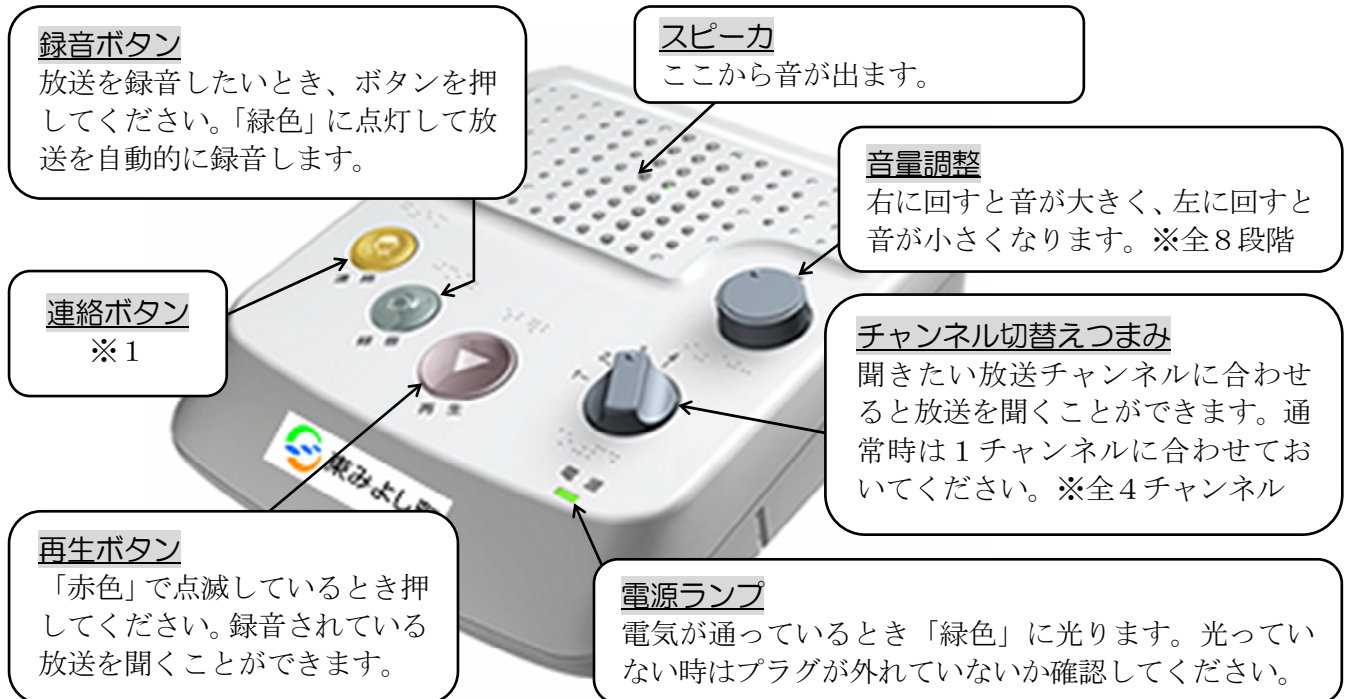 録音ボタン
放送を録音したいとき、ボタンを押
してください。「緑色」に点灯して放
送を自動的に録音します。
スピーカ
ここから音が出ます。
音量調整
右に回すと音が大きく、左に回すと
音が小さくなります。※全8段階
連絡ボタン
※1
チャンネル切替えつまみ
聞きたい放送チャンネルに合わせ
ると放送を聞くことができます。通
常時は1チャンネルに合わせてお
いてください。※全4チャンネル
連絡
録音
再生
電源
東みよし町
再生ボタン
「赤色」で点滅しているとき押
してください。録音されている
放送を聞くことができます。
電源ランプ
電気が通っているとき「緑色」に光ります。光ってい
ない時はプラグが外れていないか確認してください。